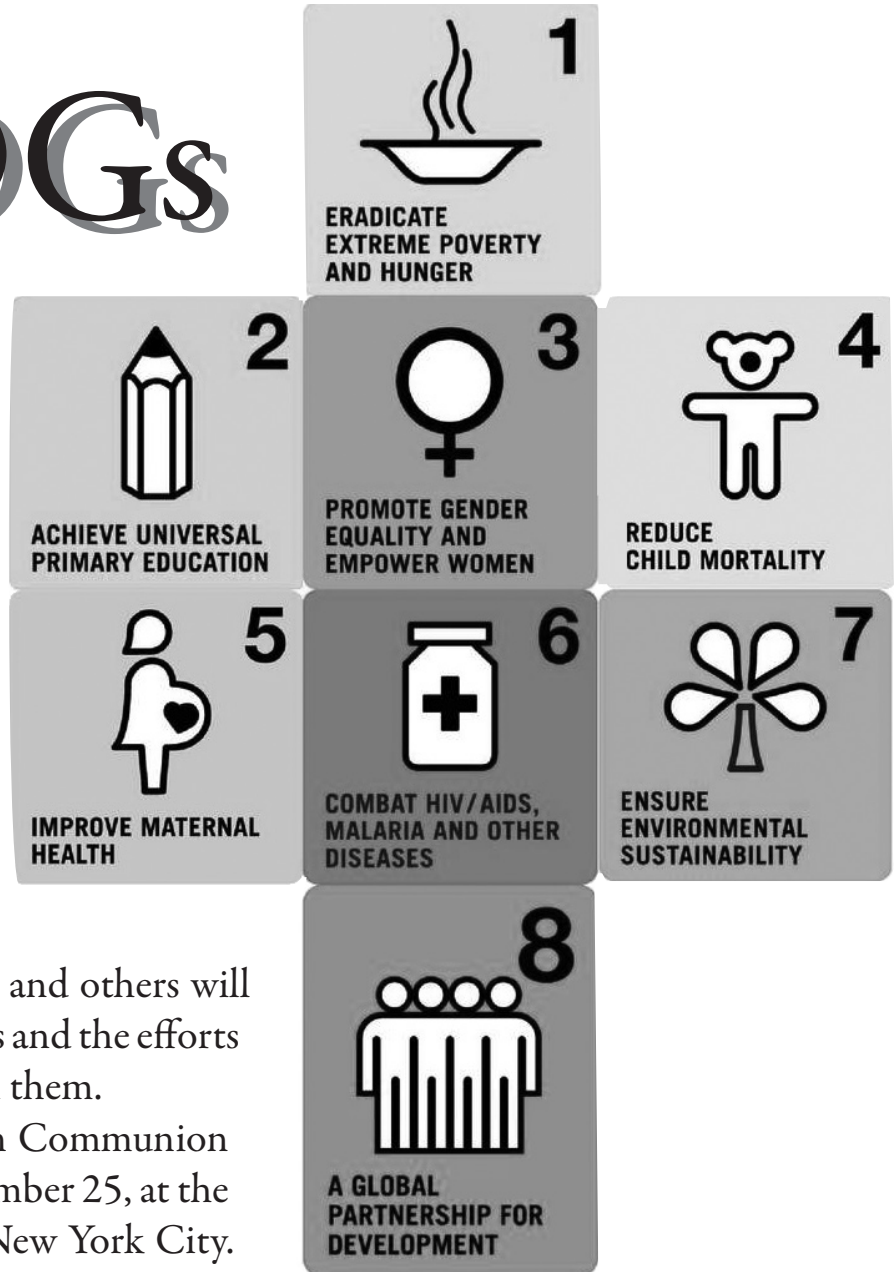 Gs
1
ERADICATE
EXTREME POVERTY
AND HUNGER
2
ACHIEVE UNIVERSAL
PRIMARY EDUCATION
3
PROMOTE GENDER
EQUALITY AND
EMPOWER WOMEN
4
REDUCE
CHILD MORTALITY
5
IMPROVE MATERNAL
HEALTH
6
COMBAT HIV/AIDS,
MALARIA AND OTHER
DISEASES
7
ENSURE
ENVIRONMENTAL
SUSTAINABILITY
and others will
and the efforts
them.
Communion
25, at the
New York City.
8
A GLOBAL
PARTNERSHIP FOR
DEVELOPMENT